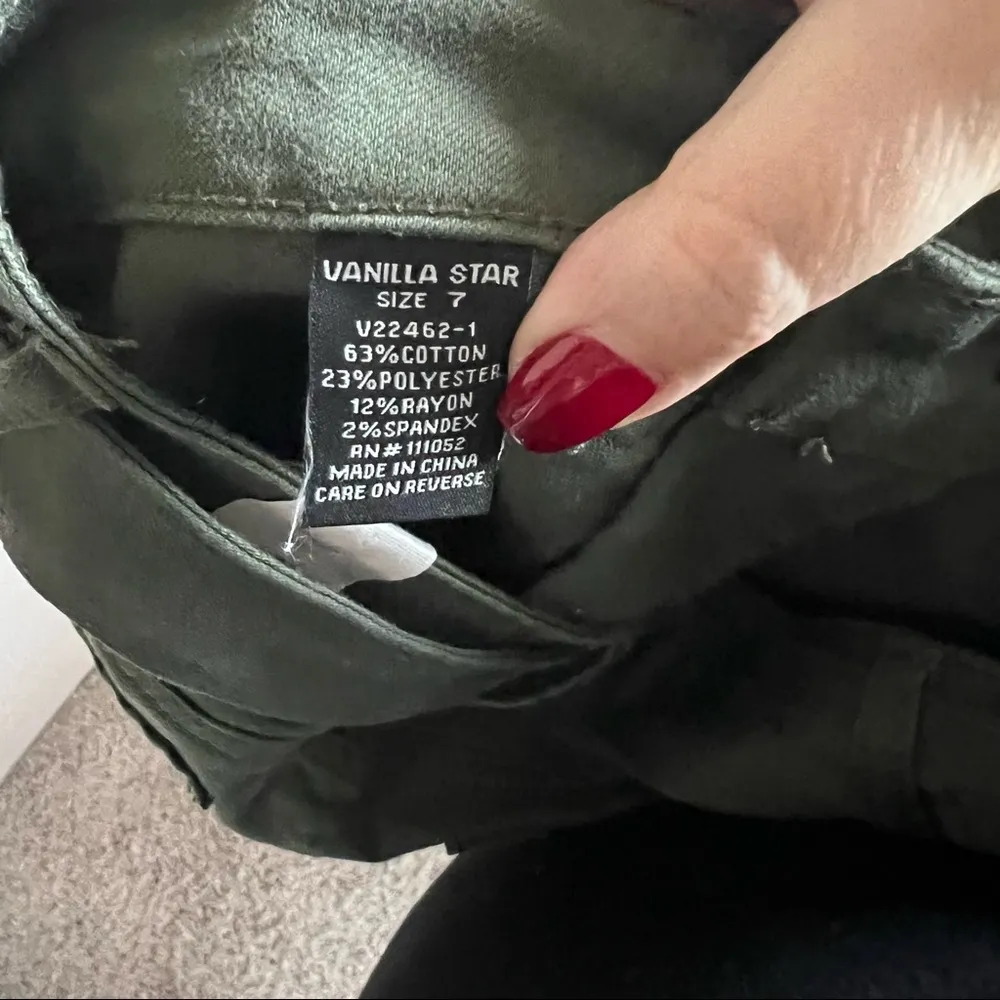 VANILLA STAR
SIZE 7
V22462-1
63%COTTON
23%POLYESTER
12%RAYON
2%SPANDEX
RN#111052
MADE IN CHINA
CARE ON REVERSE